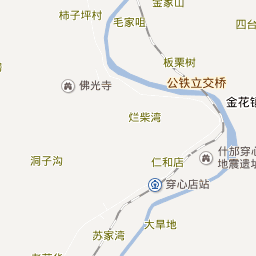 金家山
柿子坪村
毛家咀
四台
板栗树
佛光寺
公铁立交桥
金花镇
烂柴湾
洞子沟
仁和店
什邡穿心
地震遗址
穿心店站
大旱地
苏家湾